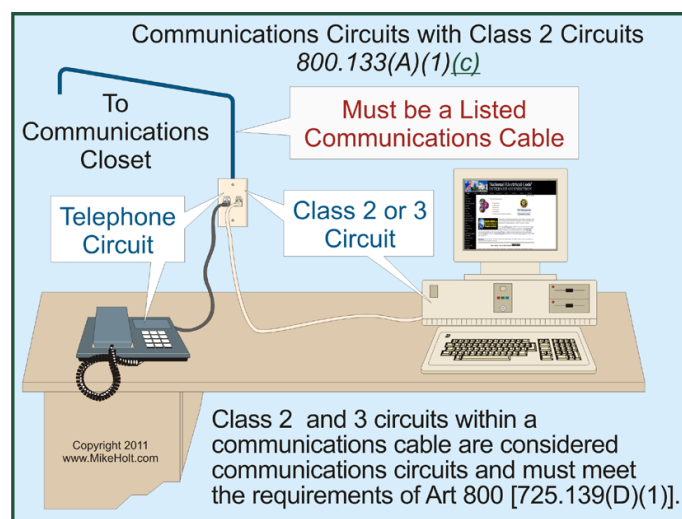 Communications Circuits with Class 2 Circuits
800.133(A)(1)(c)
To
Communications
Closet
Must be a Listed
Communications Cable
Telephone
Circuit
Class 2 or 3
Circuit
Copyright 2011
www.MikeHolt.com
Class 2 and 3 circuits within a
communications cable are considered
communications circuits and must meet
the requirements of Art 800 [725.139(D)(1)].